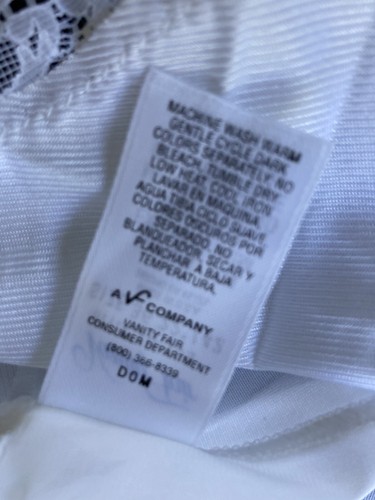 MACHINE WASH WARM
GENTLE CYCLE DARK
COLORS SEPARATELY. NO
BLEACH. TUMBLE DRY
LOW HEAT, COOL IRON.
LAVAR EN MAQUINA,
AGUA TIBIA CICLO SUAVE.
COLORES OSCUROS POR
SEPARADO. NO
BLANQUEADOR, SECAR Y
PLANCHAR A BAJA
TEMPERATURA.
A VF COMPANY
VANITY FAIR
CONSUMER DEPARTMENT
(800) 366-8339
DOM